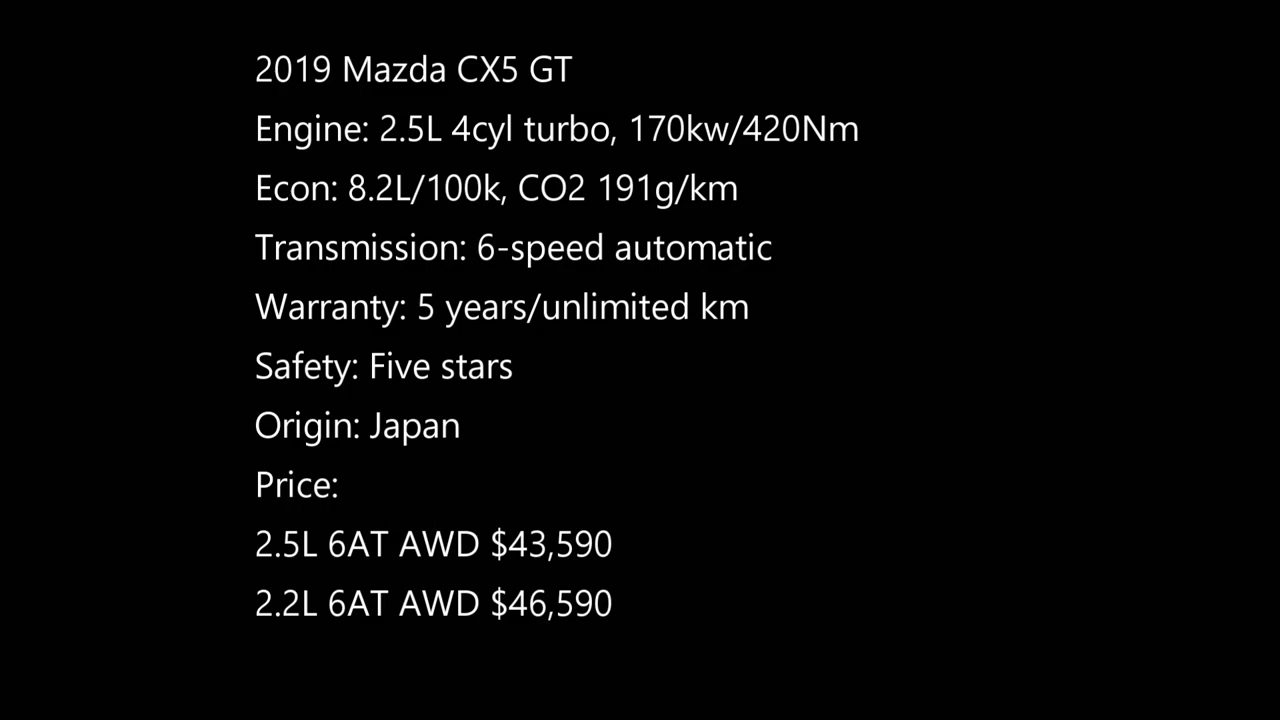 2019 Mazda CX5 GT
Engine: 2.5L 4cyl turbo, 170kw/420Nm
Econ: 8.2L/100k, CO2 191g/km
Transmission: 6-speed automatic
Warranty: 5 years/unlimited km
Safety: Five stars
Origin: Japan
Price:
2.5L 6AT AWD $43,590
2.2L 6AT AWD $46,590